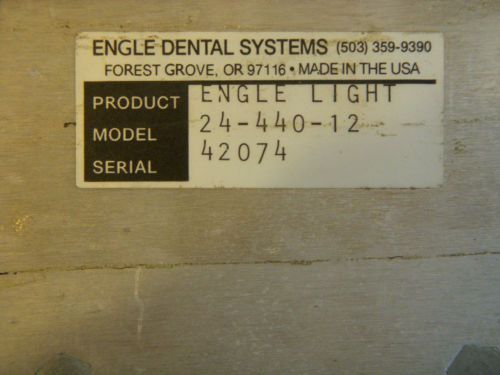 ENGLE DENTAL SYSTEMS (503) 359-9390
FOREST GROVE, OR 97116 • MADE IN THE USA
PRODUCT ENGLE LIGHT
MODEL 24-440-12
SERIAL 42074